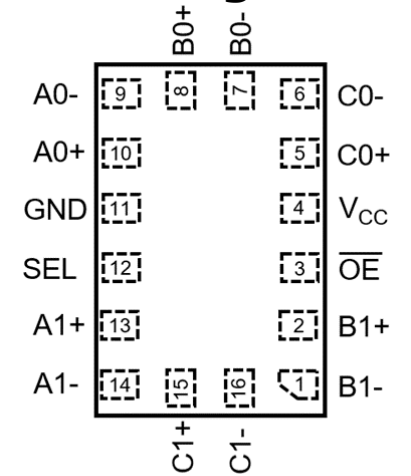 B0+ B0-
A0- 9 8 7 6 C0-
A0+ 10 5 C0+
GND 11 4 VCC
SEL 12 3 O̅E̅
A1+ 13 2 B1+
A1- 14 15 16 1 B1-
C1+ C1-